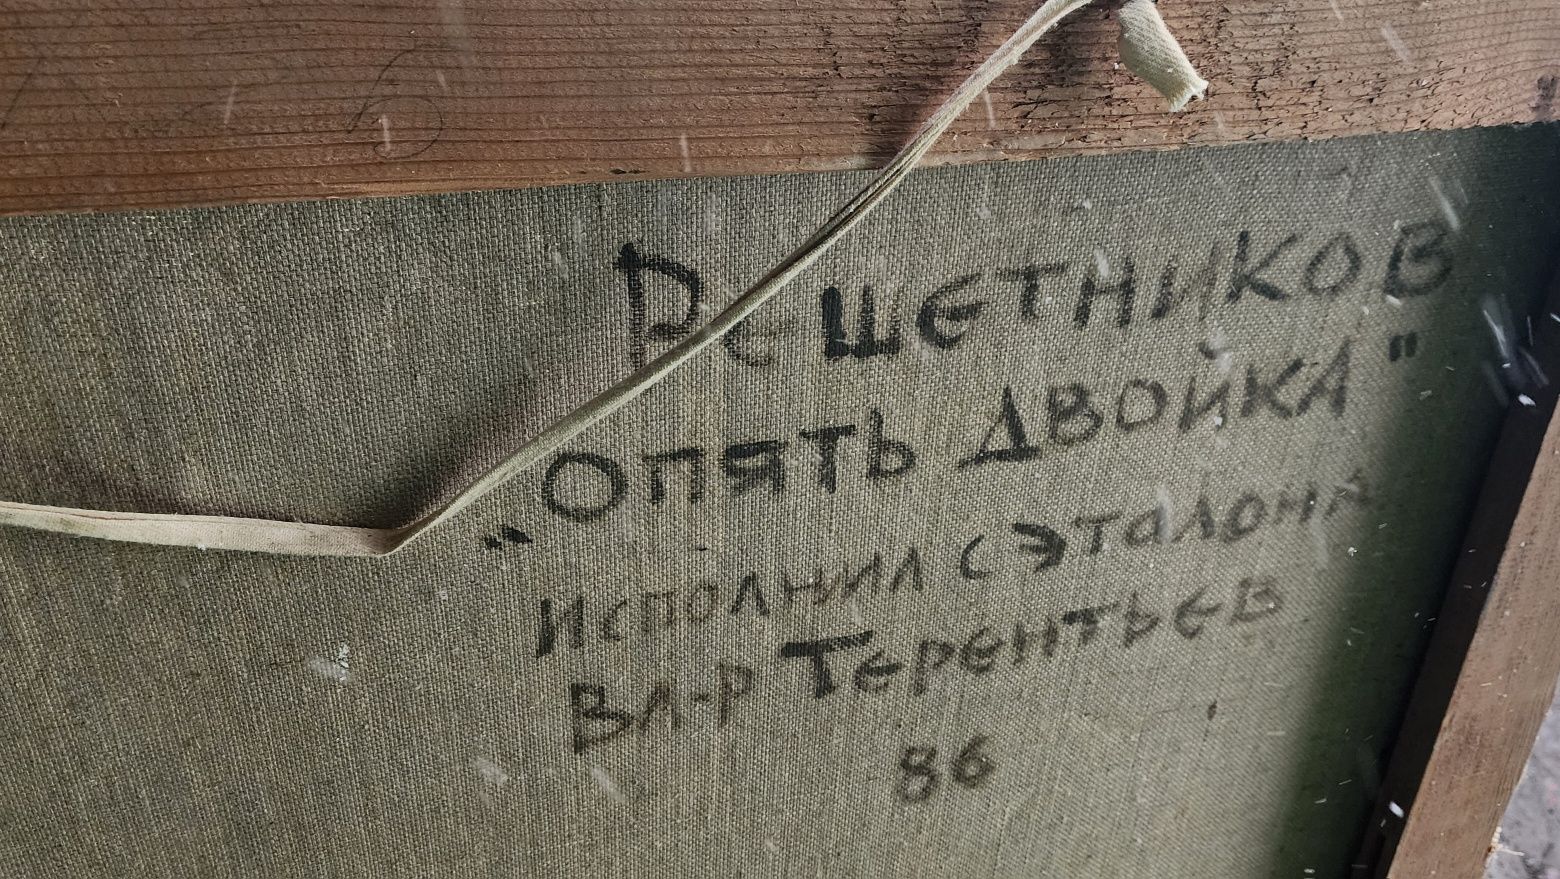 Решетников
„Опять двойка"
исполнил с эталона
Вл-р Терентьев
86